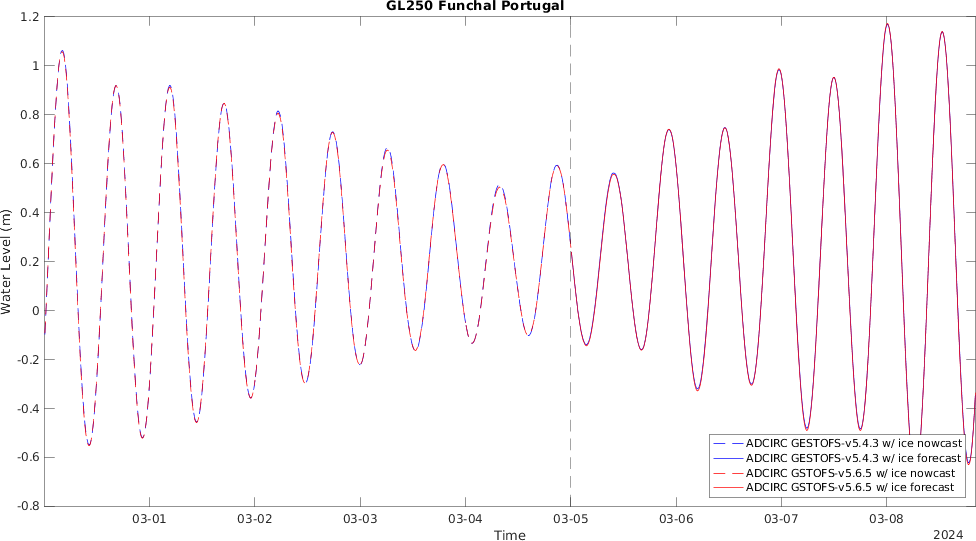 GL250 Funchal Portugal
1.2
1
0.8
0.6
0.4
0.2
0
-0.2
-0.4
-0.6
-0.8
Water Level (m)
ADCIRC GESTOFS-v5.4.3 w/ ice nowcast
ADCIRC GESTOFS-v5.4.3 w/ ice forecast
ADCIRC GSTOFS-v5.6.5 w/ ice nowcast
ADCIRC GSTOFS-v5.6.5 w/ ice forecast
03-01 03-02 03-03 03-04 03-05 03-06 03-07 03-08
Time
2024